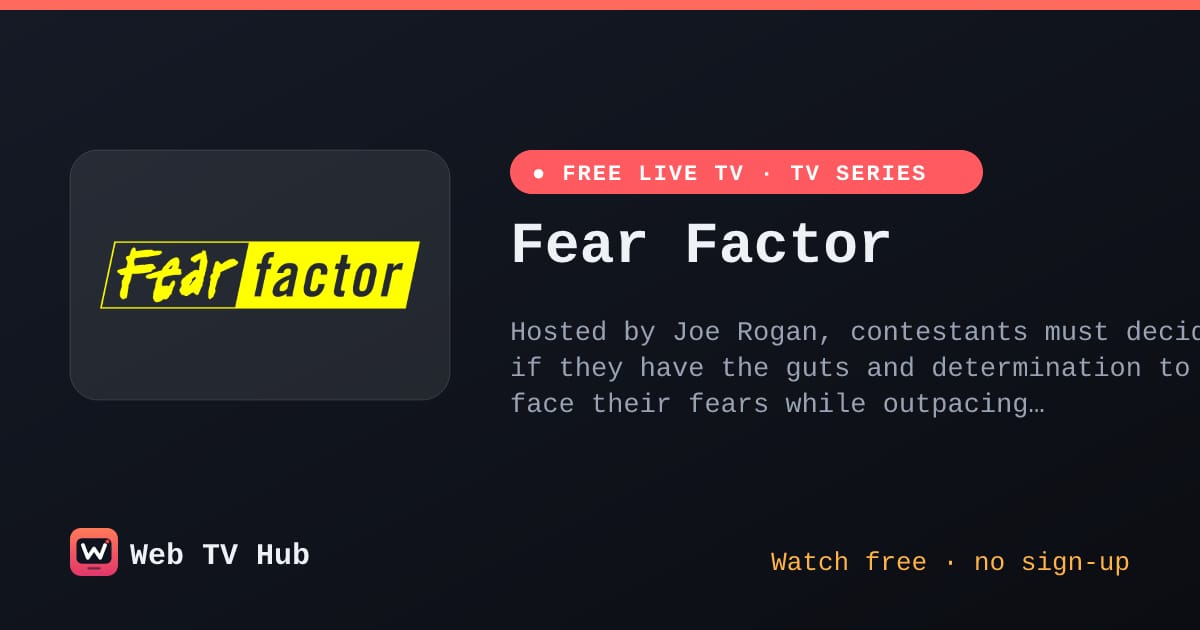 Fear factor
● FREE LIVE TV · TV SERIES
Fear Factor
Hosted by Joe Rogan, contestants must decid
if they have the guts and determination to
face their fears while outpacing…
W
Web TV Hub
Watch free · no sign-up